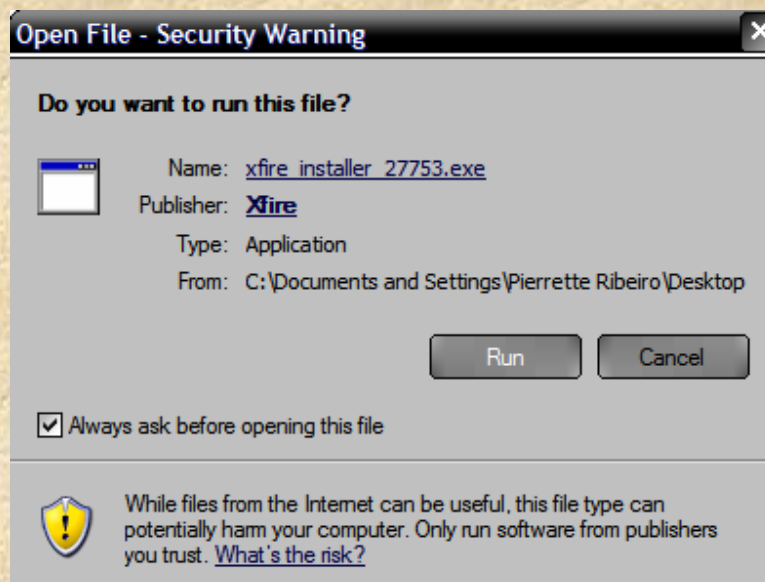 Open File - Security Warning
Do you want to run this file?
Name: xfire_installer_27753.exe
Publisher: Xfire
Type: Application
From: C:\Documents and Settings\Pierrette Ribeiro\Desktop
Run Cancel
Always ask before opening this file
While files from the Internet can be useful, this file type can
potentially harm your computer. Only run software from publishers
you trust. What's the risk?